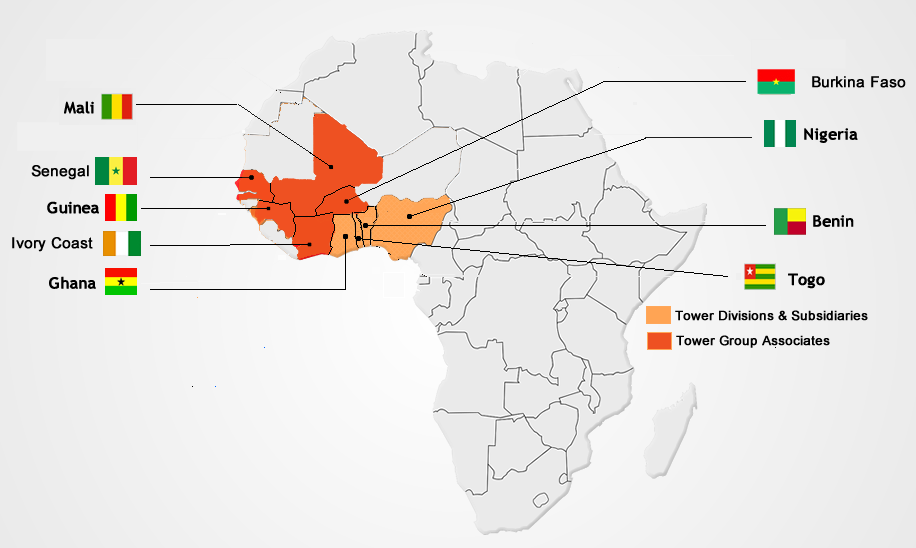 Mali
Senegal
Guinea
Ivory Coast
Ghana
Burkina Faso
Nigeria
Benin
Togo
Tower Divisions & Subsidiaries
Tower Group Associates